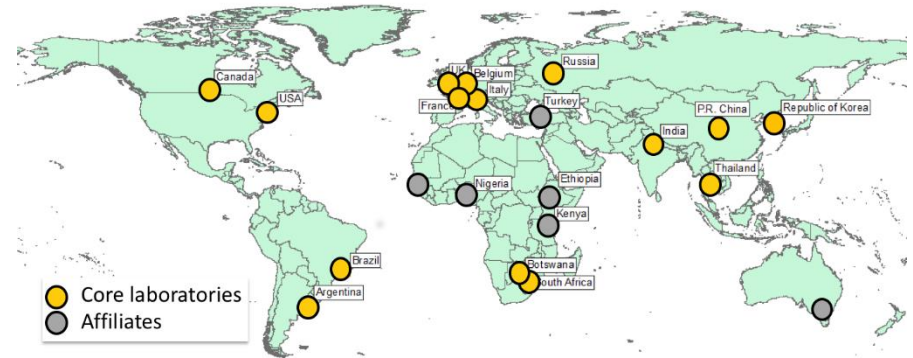 Canada
USA
UK
Belgium
France
Italy
Russia
Turkey
P.R. China
Republic of Korea
India
Thailand
Nigeria
Ethiopia
Kenya
Brazil
Argentina
Botswana
South Africa
Core laboratories
Affiliates